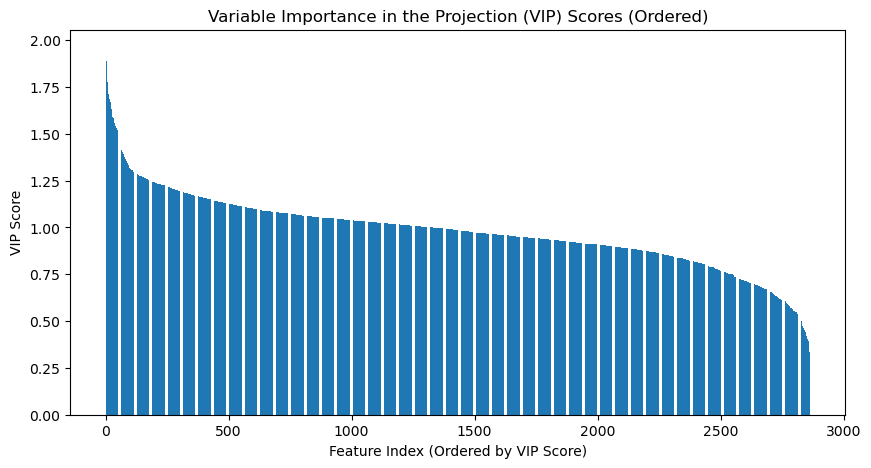 Variable Importance in the Projection (VIP) Scores (Ordered)
2.00
1.75
1.50
1.25
1.00
0.75
0.50
0.25
0.00
VIP Score
0 500 1000 1500 2000 2500 3000
Feature Index (Ordered by VIP Score)